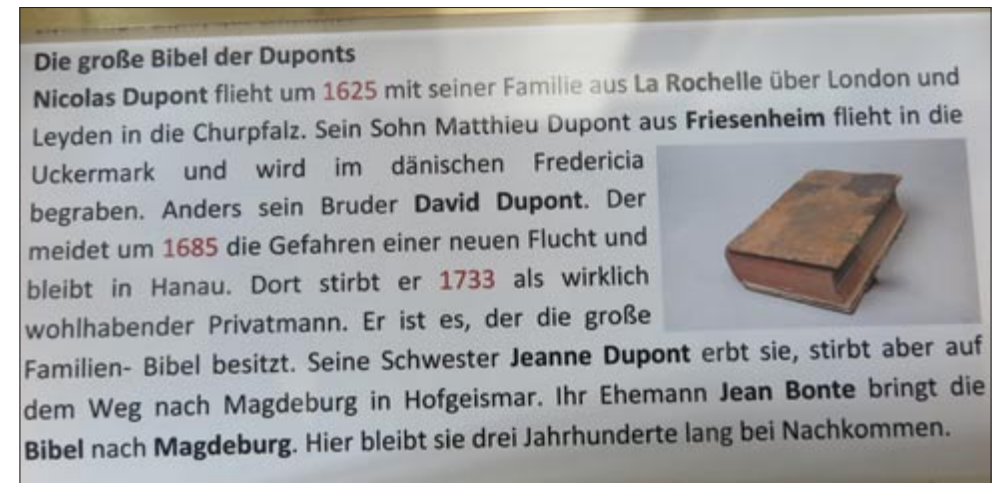 Die große Bibel der Duponts
Nicolas Dupont flieht um 1625 mit seiner Familie aus La Rochelle über London und
Leyden in die Churpfalz. Sein Sohn Matthieu Dupont aus Friesenheim flieht in die
Uckermark und wird im dänischen Fredericia
begraben. Anders sein Bruder David Dupont. Der
meidet um 1685 die Gefahren einer neuen Flucht und
bleibt in Hanau. Dort stirbt er 1733 als wirklich
wohlhabender Privatmann. Er ist es, der die große
Familien- Bibel besitzt. Seine Schwester Jeanne Dupont erbt sie, stirbt aber auf
dem Weg nach Magdeburg in Hofgeismar. Ihr Ehemann Jean Bonte bringt die
Bibel nach Magdeburg. Hier bleibt sie drei Jahrhunderte lang bei Nachkommen.